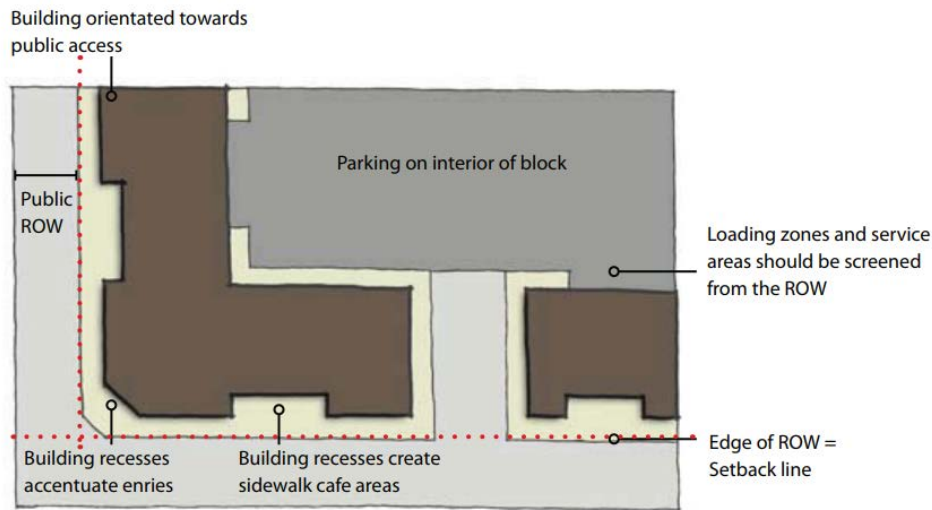 Building orientated towards
public access
Parking on interior of block
Public
ROW
Loading zones and service
areas should be screened
from the ROW
Edge of ROW =
Setback line
Building recesses
accentuate enries
Building recesses create
sidewalk cafe areas